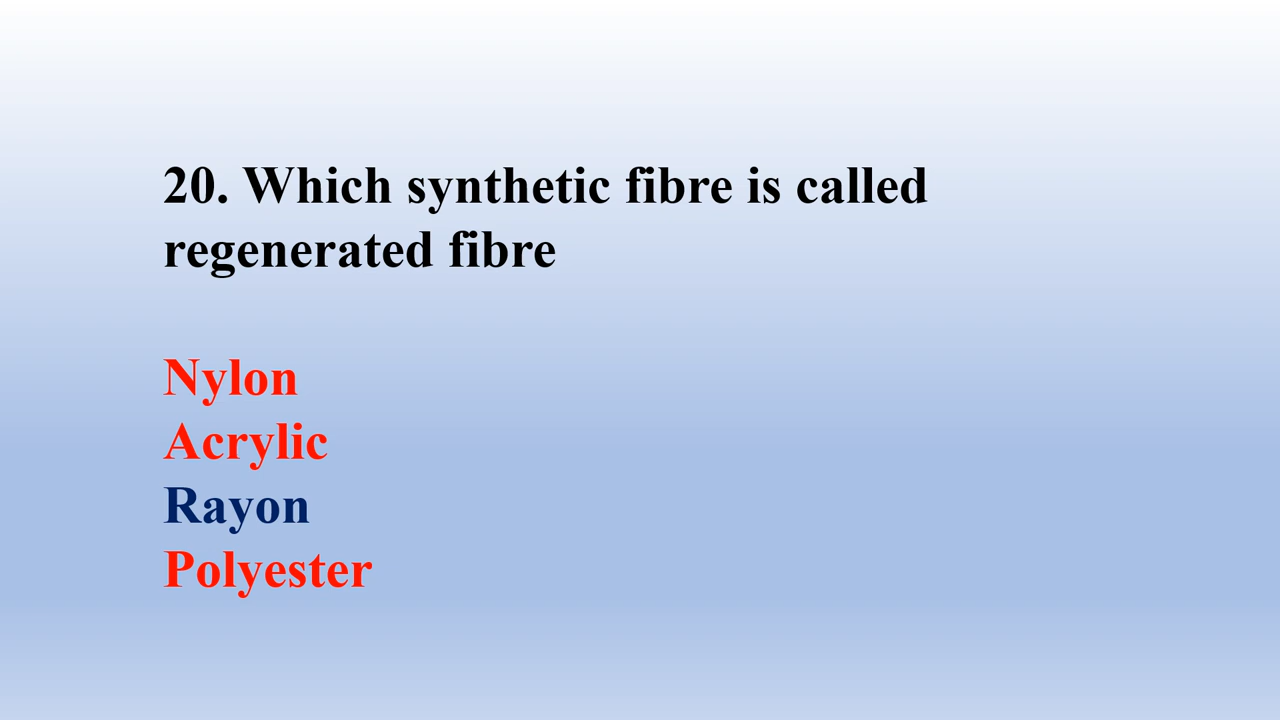 20. Which synthetic fibre is called
regenerated fibre
Nylon
Acrylic
Rayon
Polyester